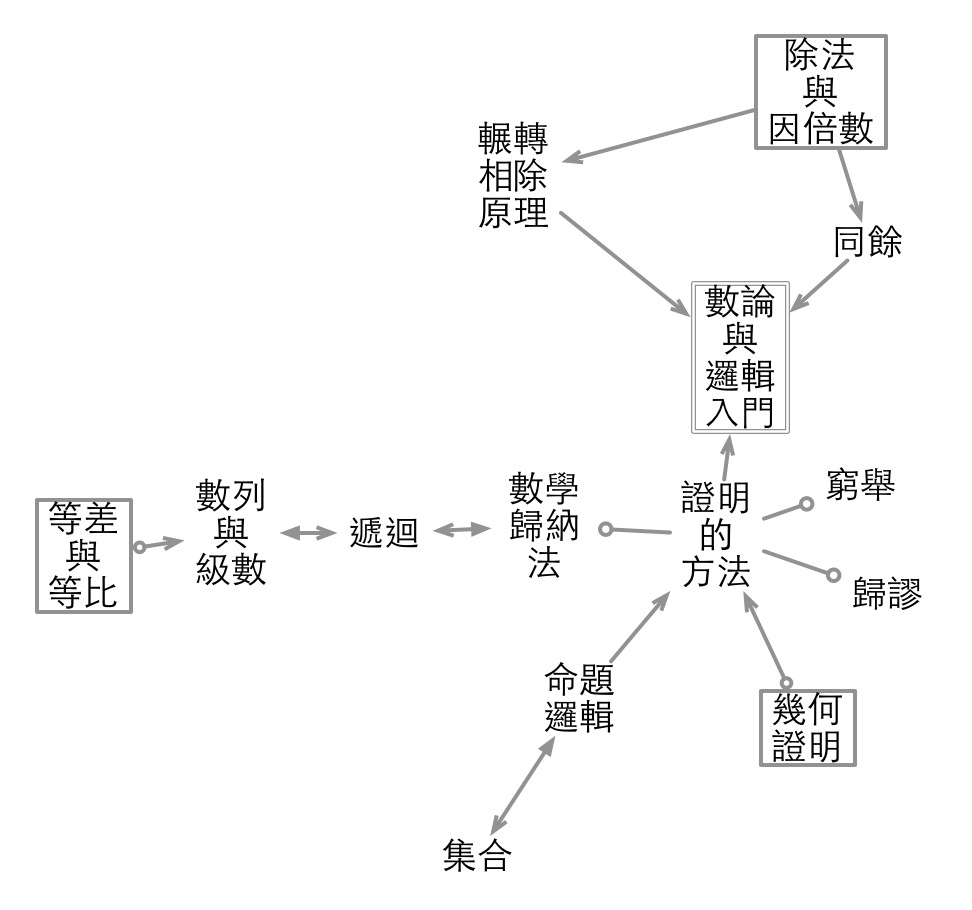 除法
與
因倍數
輾轉
相除
原理
同餘
數論
與
邏輯
入門
等差
與
等比
數列
與
級數
遞迴
數學
歸納
法
證明
的
方法
窮舉
歸謬
命題
邏輯
幾何
證明
集合